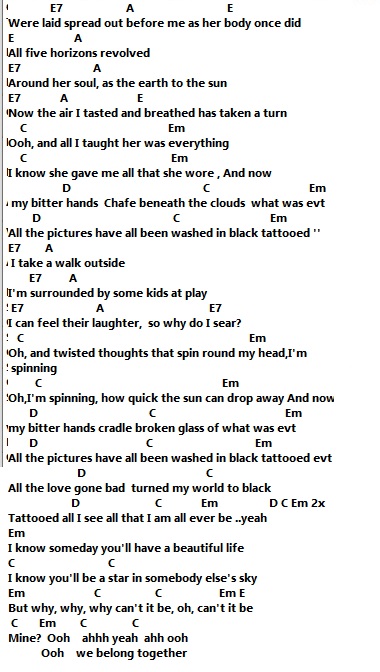 E7 A E
Were laid spread out before me as her body once did
E A
All five horizons revolved
E7 A
Around her soul, as the earth to the sun
E7 A E
Now the air I tasted and breathed has taken a turn
C Em
Ooh, and all I taught her was everything
C Em
I know she gave me all that she wore , And now
D C Em
my bitter hands Chafe beneath the clouds what was evt
D C Em
All the pictures have all been washed in black tattooed ''
E7 A
I take a walk outside
E7 A
I'm surrounded by some kids at play
E7 A E7
I can feel their laughter, so why do I sear?
C Em
Oh, and twisted thoughts that spin round my head,I'm
spinning
C Em
Oh,I'm spinning, how quick the sun can drop away And now
D C Em
my bitter hands cradle broken glass of what was evt
D C Em
All the pictures have all been washed in black tattooed evt
D C
All the love gone bad turned my world to black
D C Em D C Em 2x
Tattooed all I see all that I am all ever be ..yeah
Em
I know someday you'll have a beautiful life
C C
I know you'll be a star in somebody else's sky
Em C C Em E
But why, why, why can't it be, oh, can't it be
C Em C C
Mine? Ooh ahhh yeah ahh ooh
Ooh we belong together